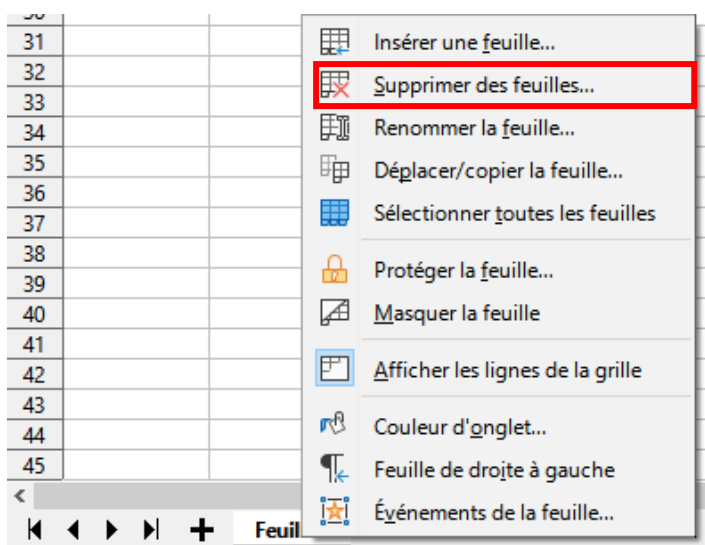 31
32
33
34
35
36
37
38
39
40
41
42
43
44
45
Insérer une feuille...
Supprimer des feuilles...
Renommer la feuille...
Déplacer/copier la feuille...
Sélectionner toutes les feuilles
Protéger la feuille...
Masquer la feuille
Afficher les lignes de la grille
Couleur d'onglet...
Feuille de droite à gauche
Événements de la feuille...
Feuil